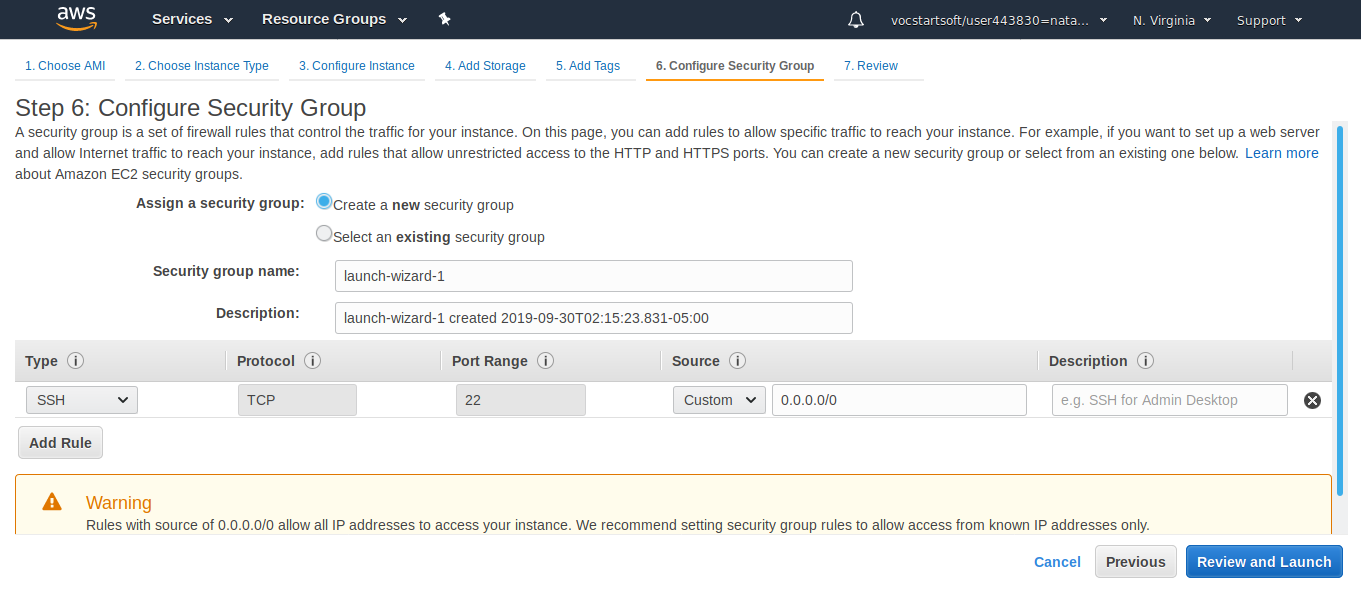 aws Services Resource Groups vocstartsoft/user443830=nata... N. Virginia Support
1. Choose AMI 2. Choose Instance Type 3. Configure Instance 4. Add Storage 5. Add Tags 6. Configure Security Group 7. Review
Step 6: Configure Security Group
A security group is a set of firewall rules that control the traffic for your instance. On this page, you can add rules to allow specific traffic to reach your instance. For example, if you want to set up a web server
and allow Internet traffic to reach your instance, add rules that allow unrestricted access to the HTTP and HTTPS ports. You can create a new security group or select from an existing one below. Learn more
about Amazon EC2 security groups.
Assign a security group: Create a new security group
Select an existing security group
Security group name: launch-wizard-1
Description: launch-wizard-1 created 2019-09-30T02:15:23.831-05:00
Type i Protocol i Port Range i Source i Description i
SSH TCP 22 Custom 0.0.0.0/0 e.g. SSH for Admin Desktop
Add Rule
Warning
Rules with source of 0.0.0.0/0 allow all IP addresses to access your instance. We recommend setting security group rules to allow access from known IP addresses only.
Cancel Previous Review and Launch